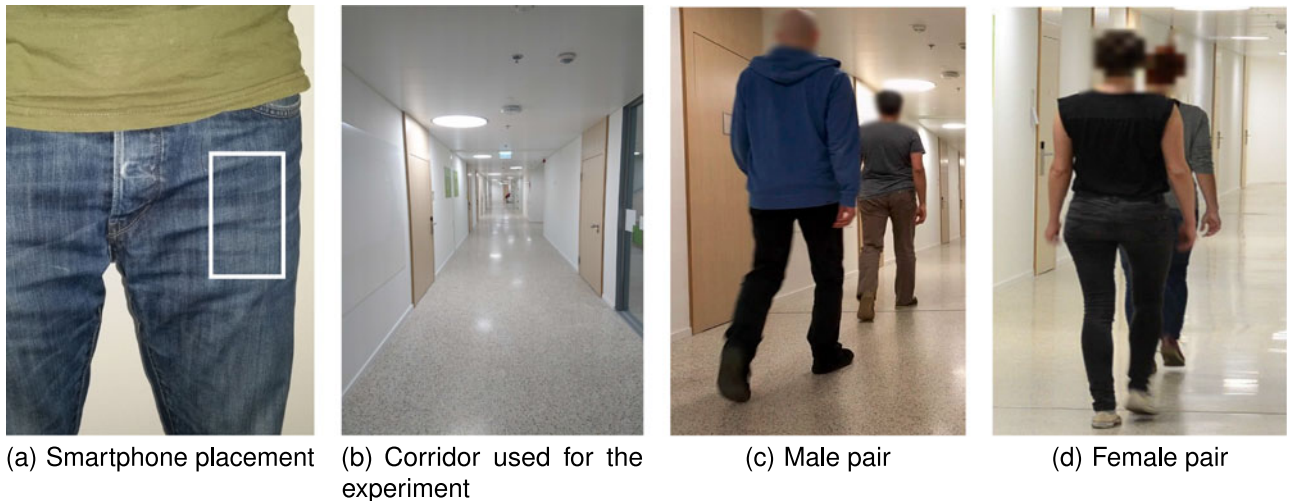 (a) Smartphone placement
(b) Corridor used for the
experiment
(c) Male pair
(d) Female pair